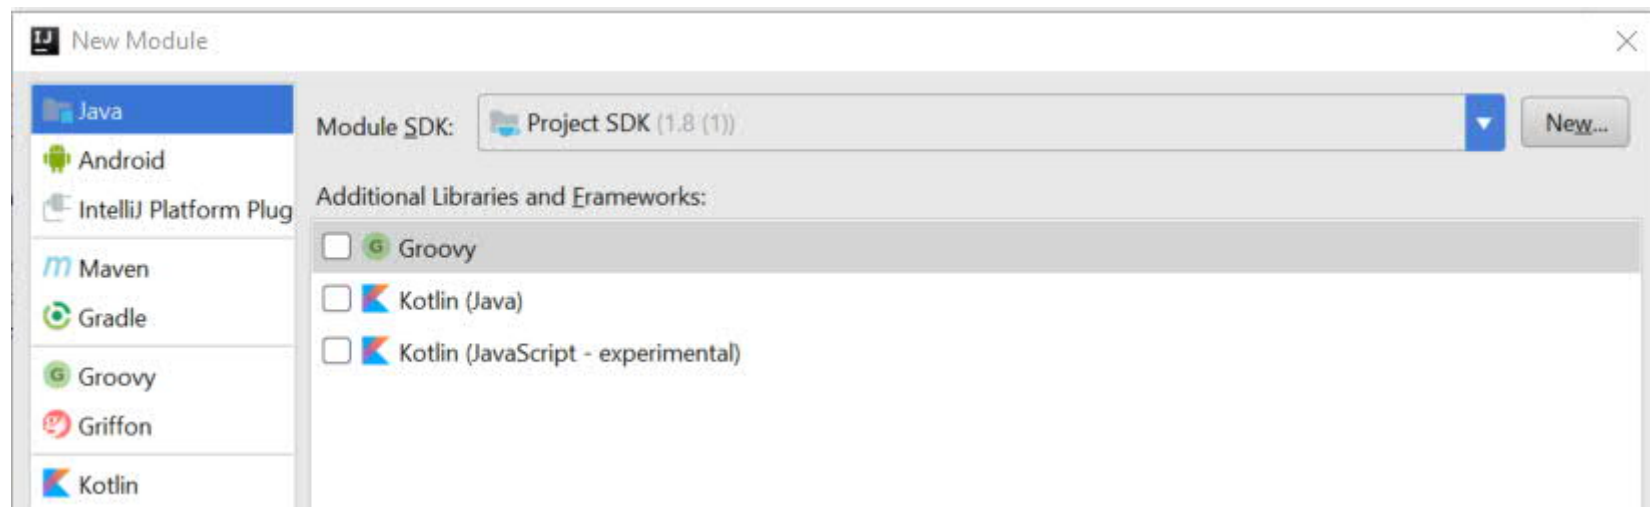 New Module
Java
Android
IntelliJ Platform Plug
Maven
Gradle
Groovy
Griffon
Kotlin
Module SDK: Project SDK (1.8 (1)) New...
Additional Libraries and Frameworks:
Groovy
Kotlin (Java)
Kotlin (JavaScript - experimental)